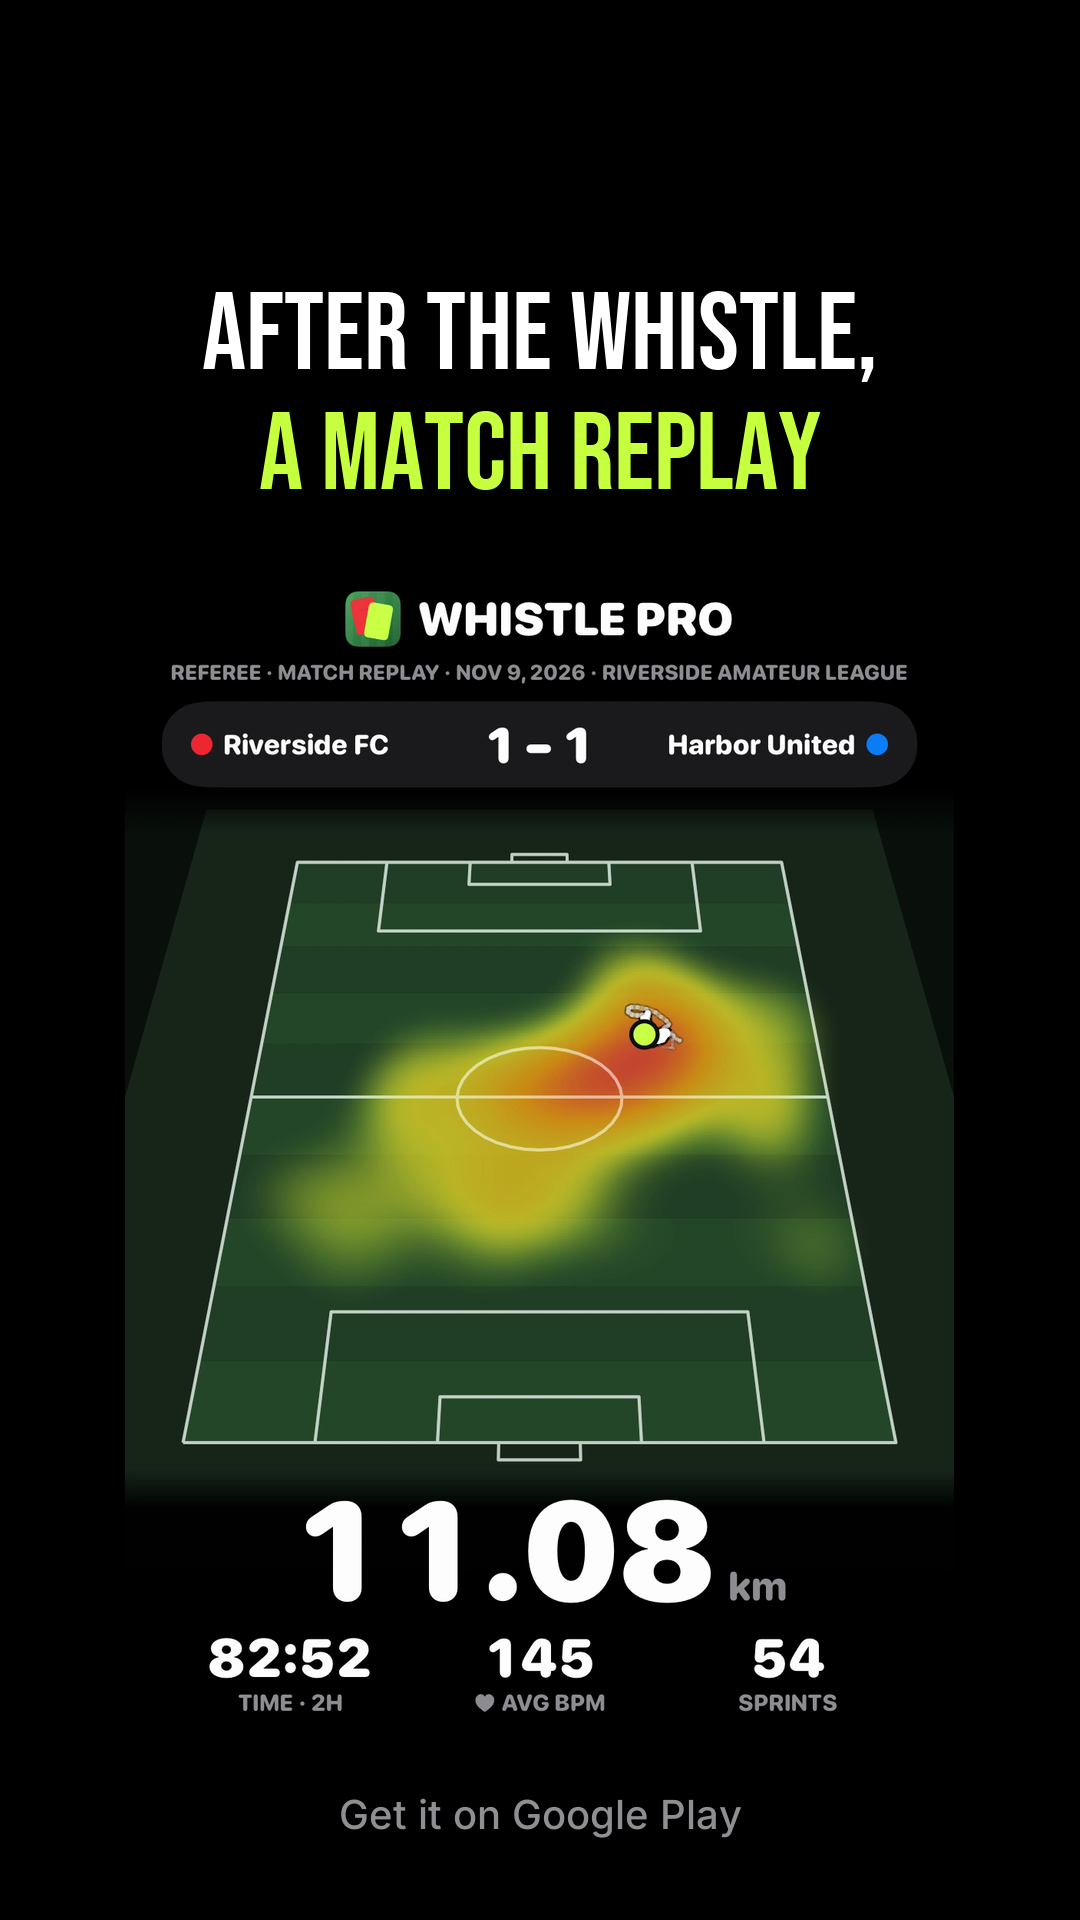 AFTER THE WHISTLE,
A MATCH REPLAY
WHISTLE PRO
REFEREE · MATCH REPLAY · NOV 9, 2026 · RIVERSIDE AMATEUR LEAGUE
Riverside FC 1 – 1 Harbor United
11.08 km
82:52 145 54
TIME · 2H AVG BPM SPRINTS
Get it on Google Play